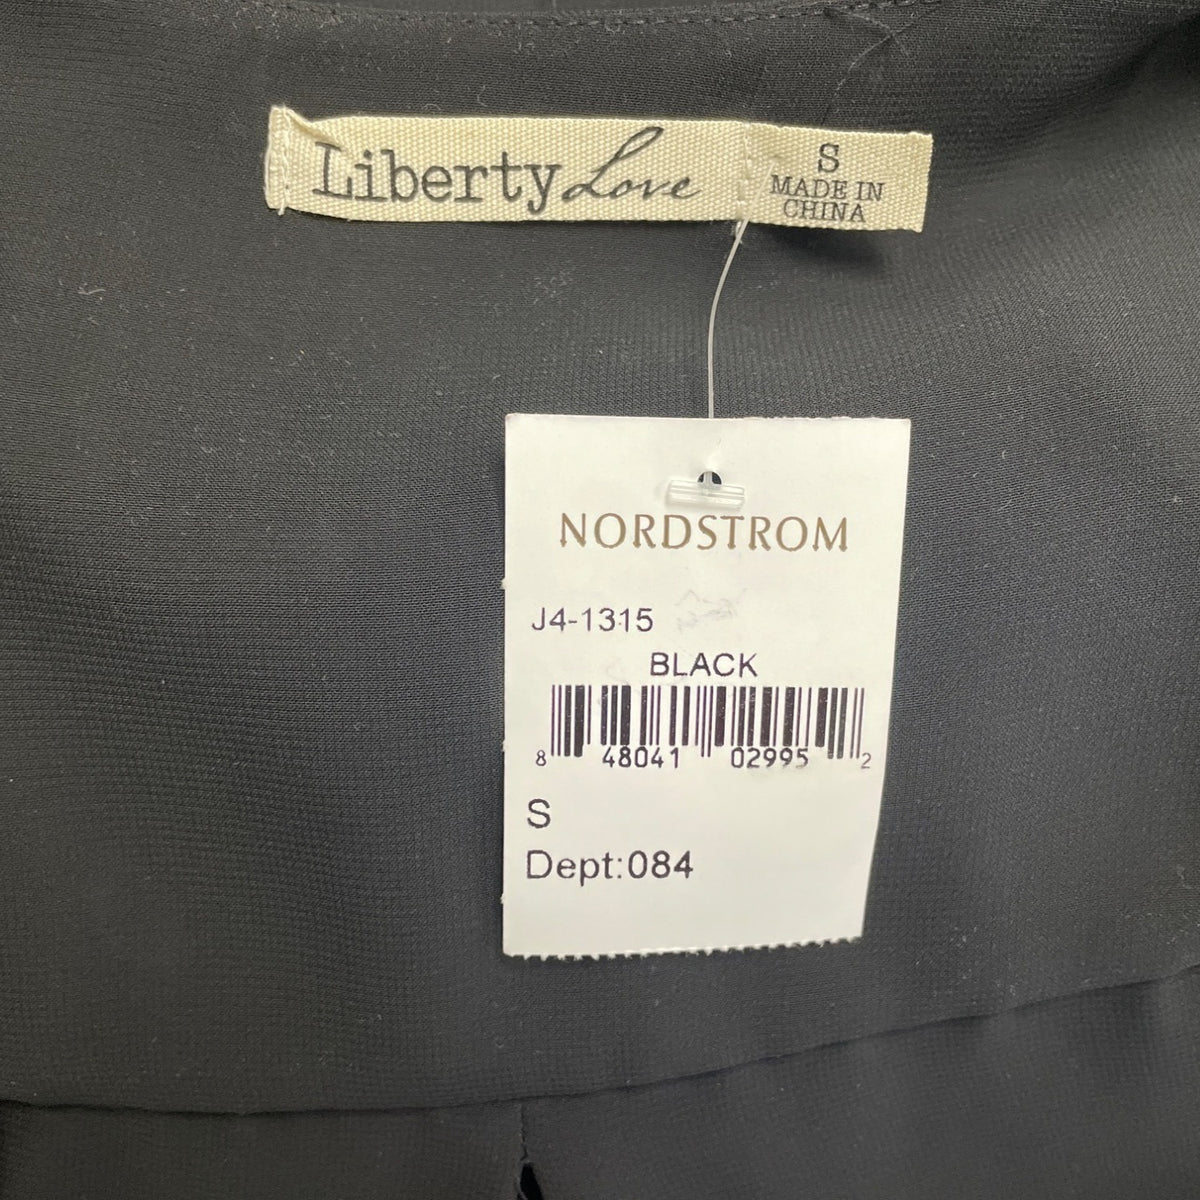 Liberty Love
S
MADE IN
CHINA
NORDSTROM
J4-1315
BLACK
8 48041 02995 2
S
Dept:084